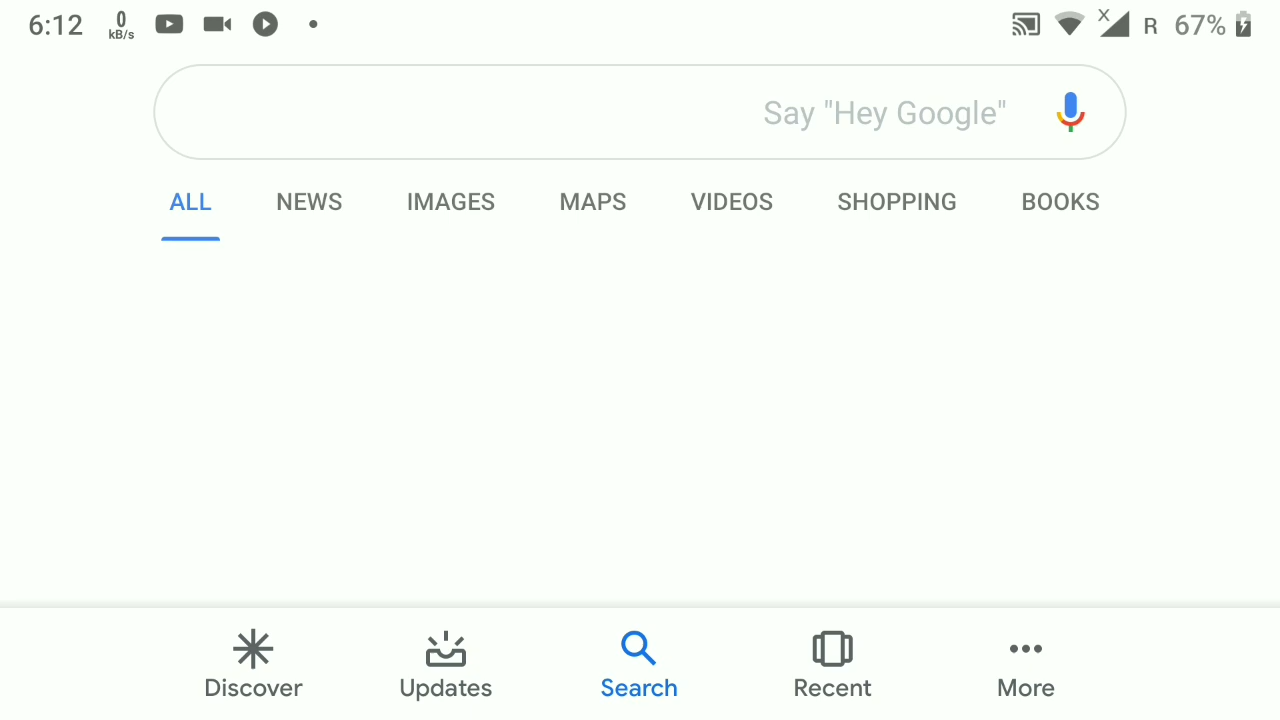 6:12 0 kB/s X R 67%
Say "Hey Google"
ALL NEWS IMAGES MAPS VIDEOS SHOPPING BOOKS
Discover Updates Search Recent More